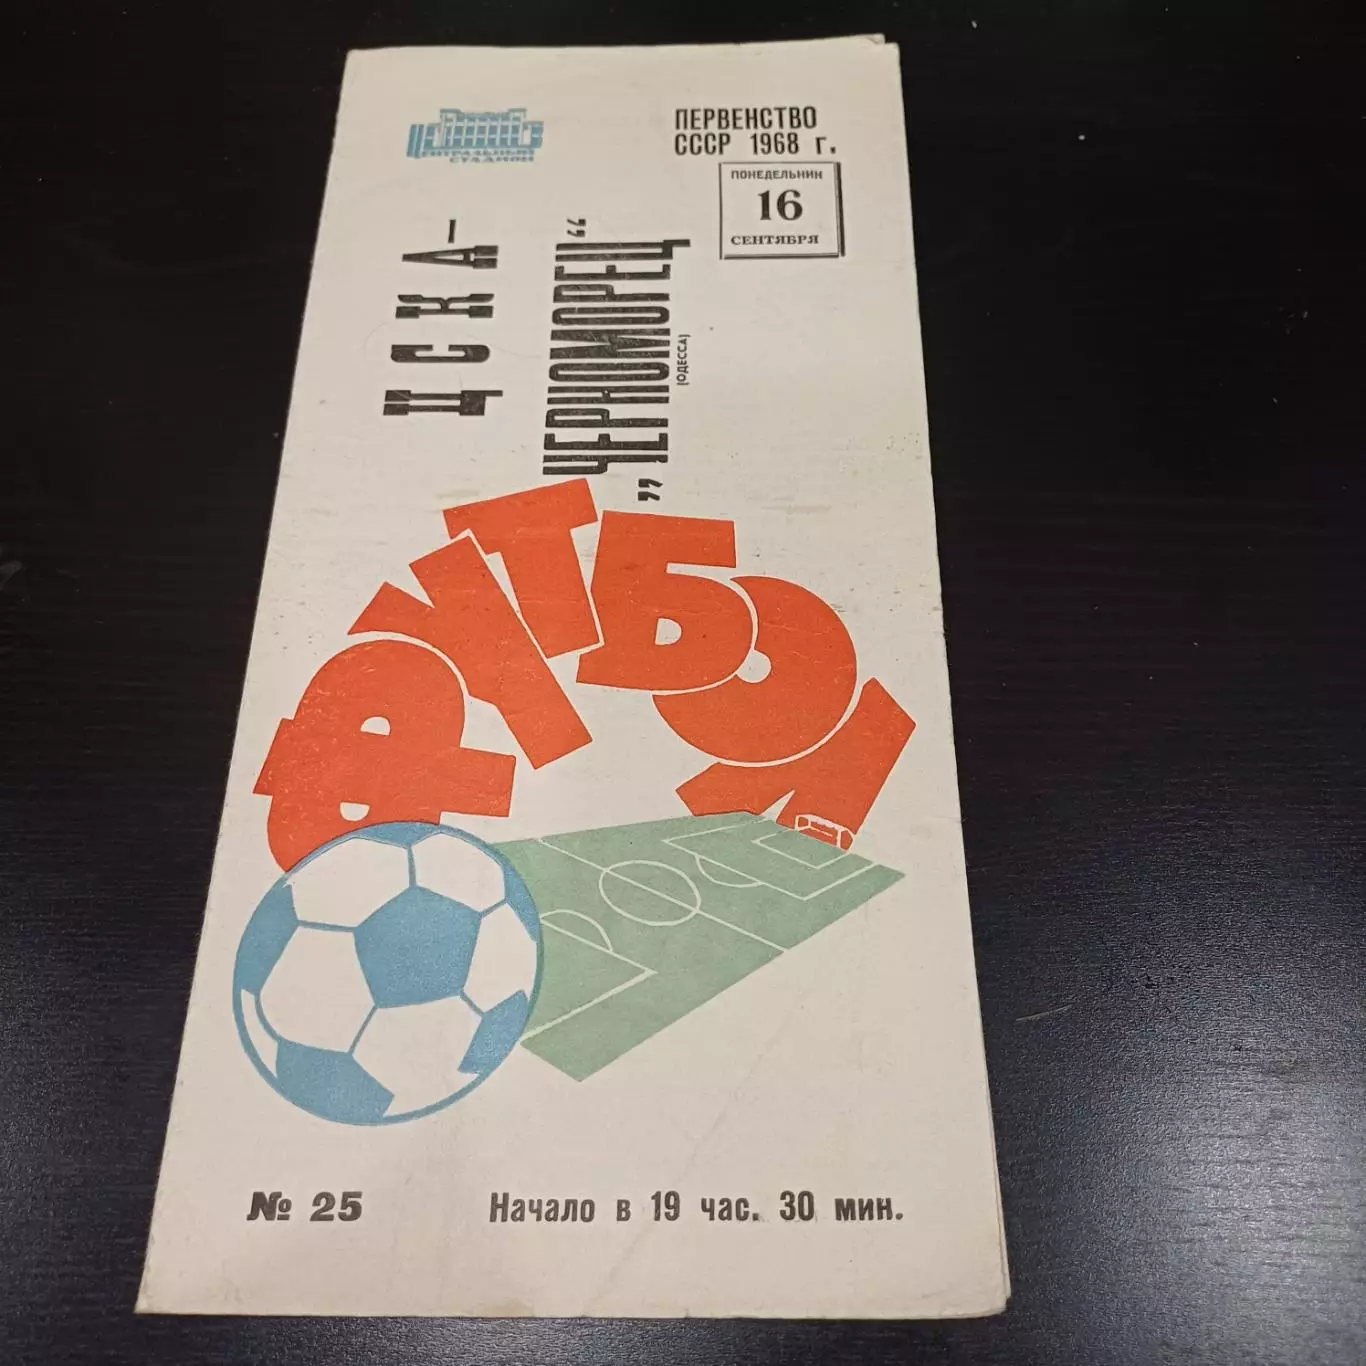 ЦЕНТРАЛЬНЫЙ
СТАДИОН
ПЕРВЕНСТВО
СССР 1968 г.
ПОНЕДЕЛЬНИК
16
СЕНТЯБРЯ
ЦСКА-
„ЧЕРНОМОРЕЦ“
(ОДЕССА)
ФУТБОЛ
№ 25
Начало в 19 час. 30 мин.